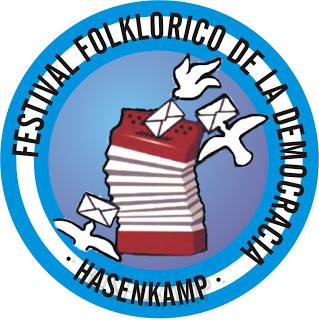 FESTIVAL FOLKLORICO DE LA DEMOCRACIA
· HASENKAMP ·